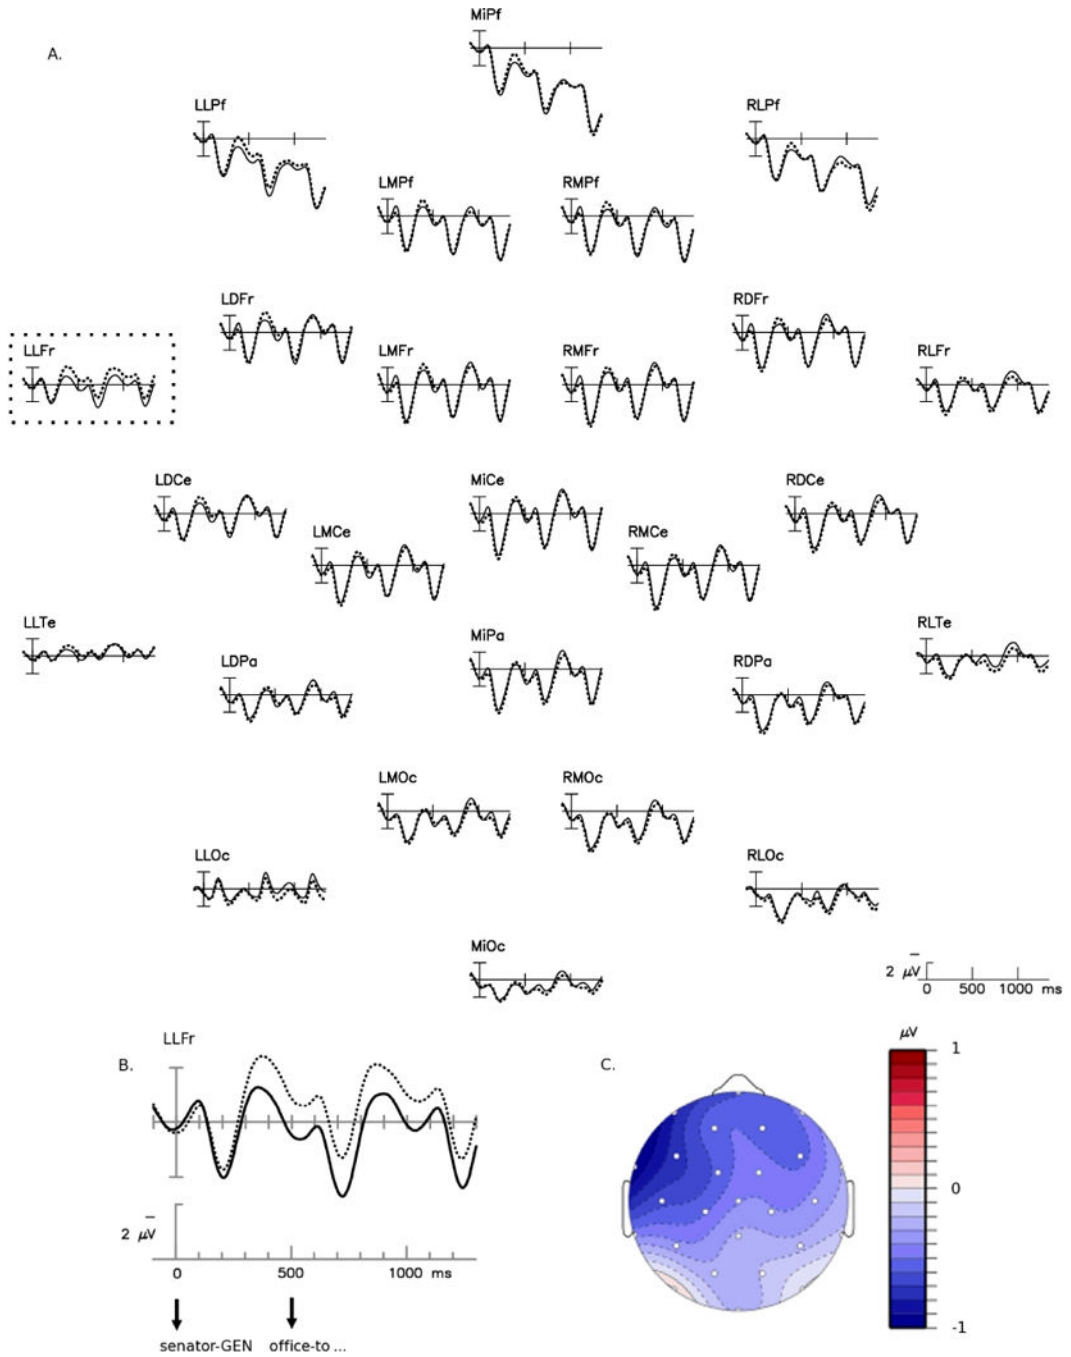 MiPf
A.
LLPf
RLPf
LMPf RMPf
LDFr RDFr
LLFr LMFr RMFr RLFr
LDCe MiCe RDCe
LMCe RMCe
LLTe MiPa RLTe
LDPa RDPa
LMOc RMOc
LLOc RLOc
MiOc
2 µV
0 500 1000 ms
LLFr
B.
C.
µV
1
0
-1
2 µV
0 500 1000 ms
senator-GEN office-to ...